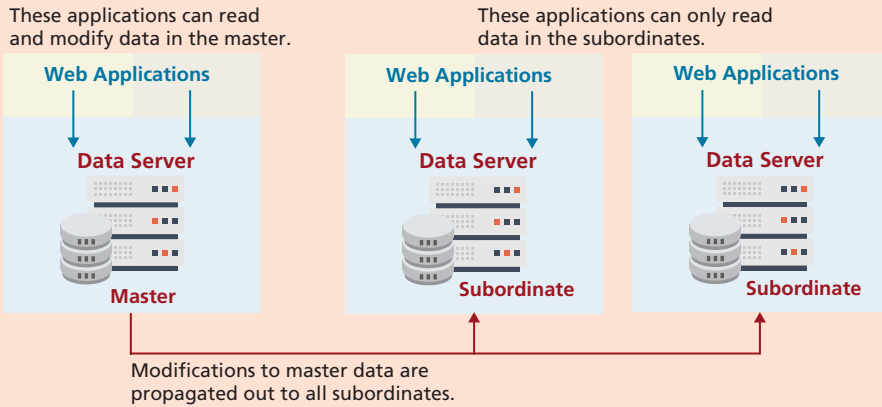 These applications can read
and modify data in the master.
These applications can only read
data in the subordinates.
Web Applications
Web Applications
Web Applications
Data Server
Data Server
Data Server
Master
Subordinate
Subordinate
Modifications to master data are
propagated out to all subordinates.